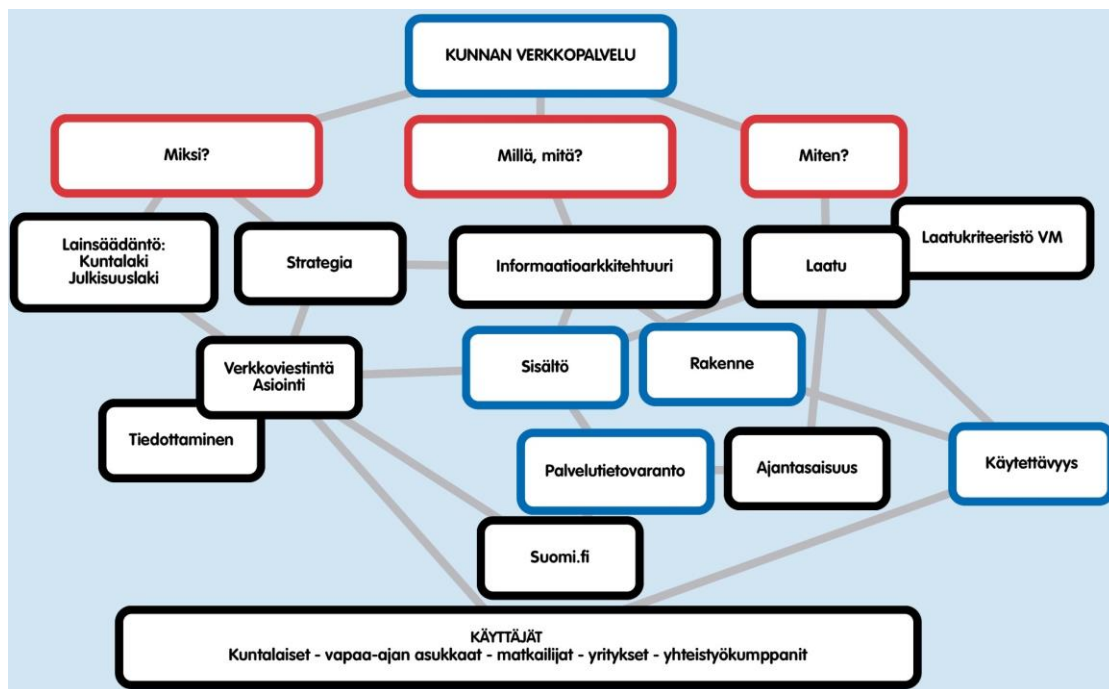 KUNNAN VERKKOPALVELU
Miksi?
Millä, mitä?
Miten?
Lainsäädäntö:
Kuntalaki
Julkisuuslaki
Strategia
Informaatioarkkitehtuuri
Laatu
Laatukriteeristö VM
Verkkoviestintä
Asiointi
Sisältö
Rakenne
Tiedottaminen
Palvelutietovaranto
Ajantasaisuus
Käytettävyys
Suomi.fi
KÄYTTÄJÄT
Kuntalaiset - vapaa-ajan asukkaat - matkailijat - yritykset - yhteistyökumppanit